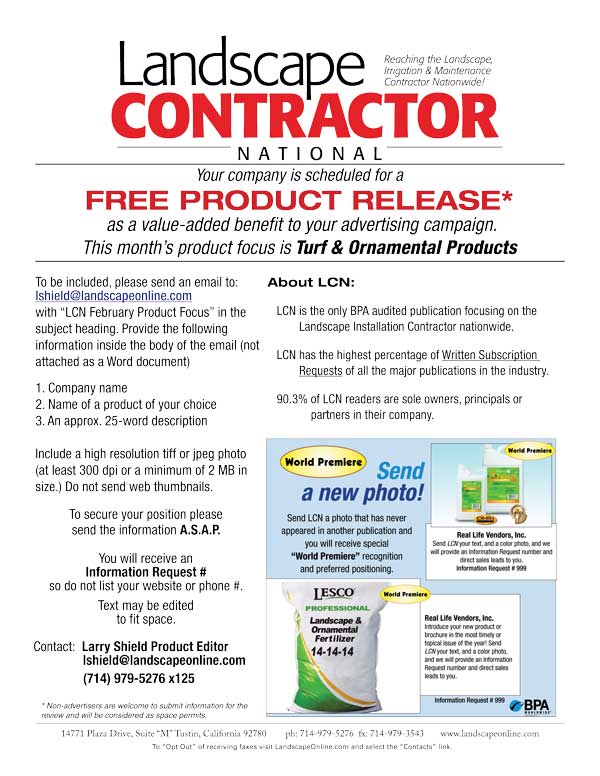 Landscape
Reaching the Landscape,
Irrigation & Maintenance
Contractor Nationwide!
CONTRACTOR
NATIONAL
Your company is scheduled for a
FREE PRODUCT RELEASE*
as a value-added benefit to your advertising campaign.
This month's product focus is Turf & Ornamental Products
To be included, please send an email to:
lshield@landscapeonline.com
with “LCN February Product Focus” in the
subject heading. Provide the following
information inside the body of the email (not
attached as a Word document)
1. Company name
2. Name of a product of your choice
3. An approx. 25-word description
Include a high resolution tiff or jpeg photo
(at least 300 dpi or a minimum of 2 MB in
size.) Do not send web thumbnails.
To secure your position please
send the information A.S.A.P.
You will receive an
Information Request #
so do not list your website or phone #.
Text may be edited
to fit space.
Contact: Larry Shield Product Editor
lshield@landscapeonline.com
(714) 979-5276 x125
* Non-advertisers are welcome to submit information for the
review and will be considered as space permits.
About LCN:
LCN is the only BPA audited publication focusing on the
Landscape Installation Contractor nationwide.
LCN has the highest percentage of Written Subscription
Requests of all the major publications in the industry.
90.3% of LCN readers are sole owners, principals or
partners in their company.
World Premiere
Send
a new photo!
Send LCN a photo that has never
appeared in another publication and
you will receive special
“World Premiere” recognition
and preferred positioning.
World Premiere
Real Life Vendors, Inc.
Send LCN your text, and a color photo, and we
will provide an Information Request number and
direct sales leads to you.
Information Request # 999
LESCO
PROFESSIONAL
Landscape &
Ornamental
Fertilizer
14-14-14
World Premiere
Real Life Vendors, Inc.
Introduce your new product or
brochure in the most timely or
topical issue of the year! Send
LCN your text, and a color photo,
and we will provide an Information
Request number and direct sales
leads to you.
Information Request # 999
BPA
WORLDWIDE
14771 Plaza Drive, Suite “M” Tustin, California 92780 ph: 714-979-5276 fx: 714-979-3543 www.landscapeonline.com
To “Opt Out” of receiving faxes visit LandscapeOnline.com and select the “Contacts” link.